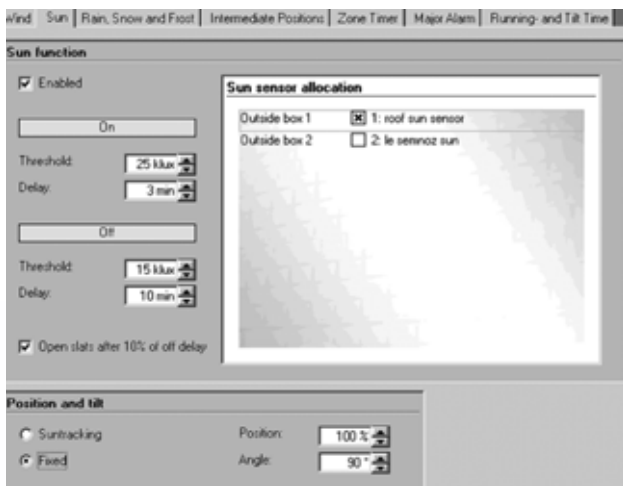 Wind Sun Rain, Snow and Frost Intermediate Positions Zone Timer Major Alarm Running- and Tilt Time
Sun function
Enabled
On
Threshold: 25 klux
Delay: 3 min
Off
Threshold: 15 klux
Delay: 10 min
Open slats after 10% of off delay
Sun sensor allocation
Outside box 1 1: roof sun sensor
Outside box 2 2: le semnoz sun
Position and tilt
Suntracking
Fixed
Position: 100 %
Angle: 90 °